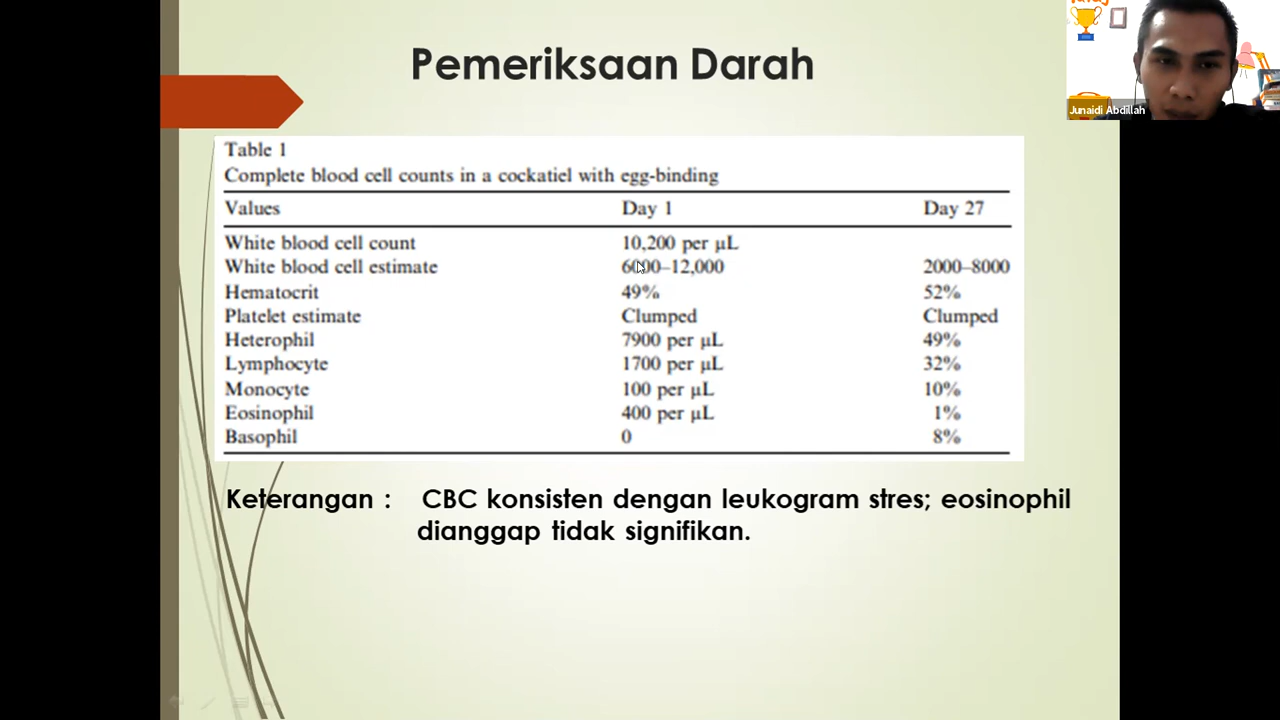 Pemeriksaan Darah
Junaidi Abdillah
Table 1
Complete blood cell counts in a cockatiel with egg-binding
Values Day 1 Day 27
White blood cell count 10,200 per µL
White blood cell estimate 6000–12,000 2000–8000
Hematocrit 49% 52%
Platelet estimate Clumped Clumped
Heterophil 7900 per µL 49%
Lymphocyte 1700 per µL 32%
Monocyte 100 per µL 10%
Eosinophil 400 per µL 1%
Basophil 0 8%
Keterangan : CBC konsisten dengan leukogram stres; eosinophil
dianggap tidak signifikan.